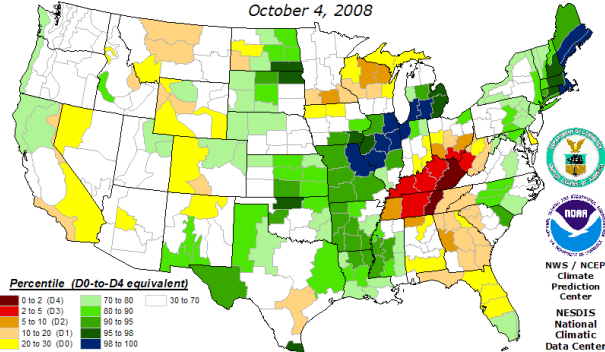 October 4, 2008
NOAA
NWS / NCEP
Climate
Prediction
Center
NESDIS
National
Climatic
Data Center
Percentile (D0-to-D4 equivalent)
0 to 2 (D4) 70 to 80 30 to 70
2 to 5 (D3) 80 to 90
5 to 10 (D2) 90 to 95
10 to 20 (D1) 95 to 98
20 to 30 (D0) 98 to 100